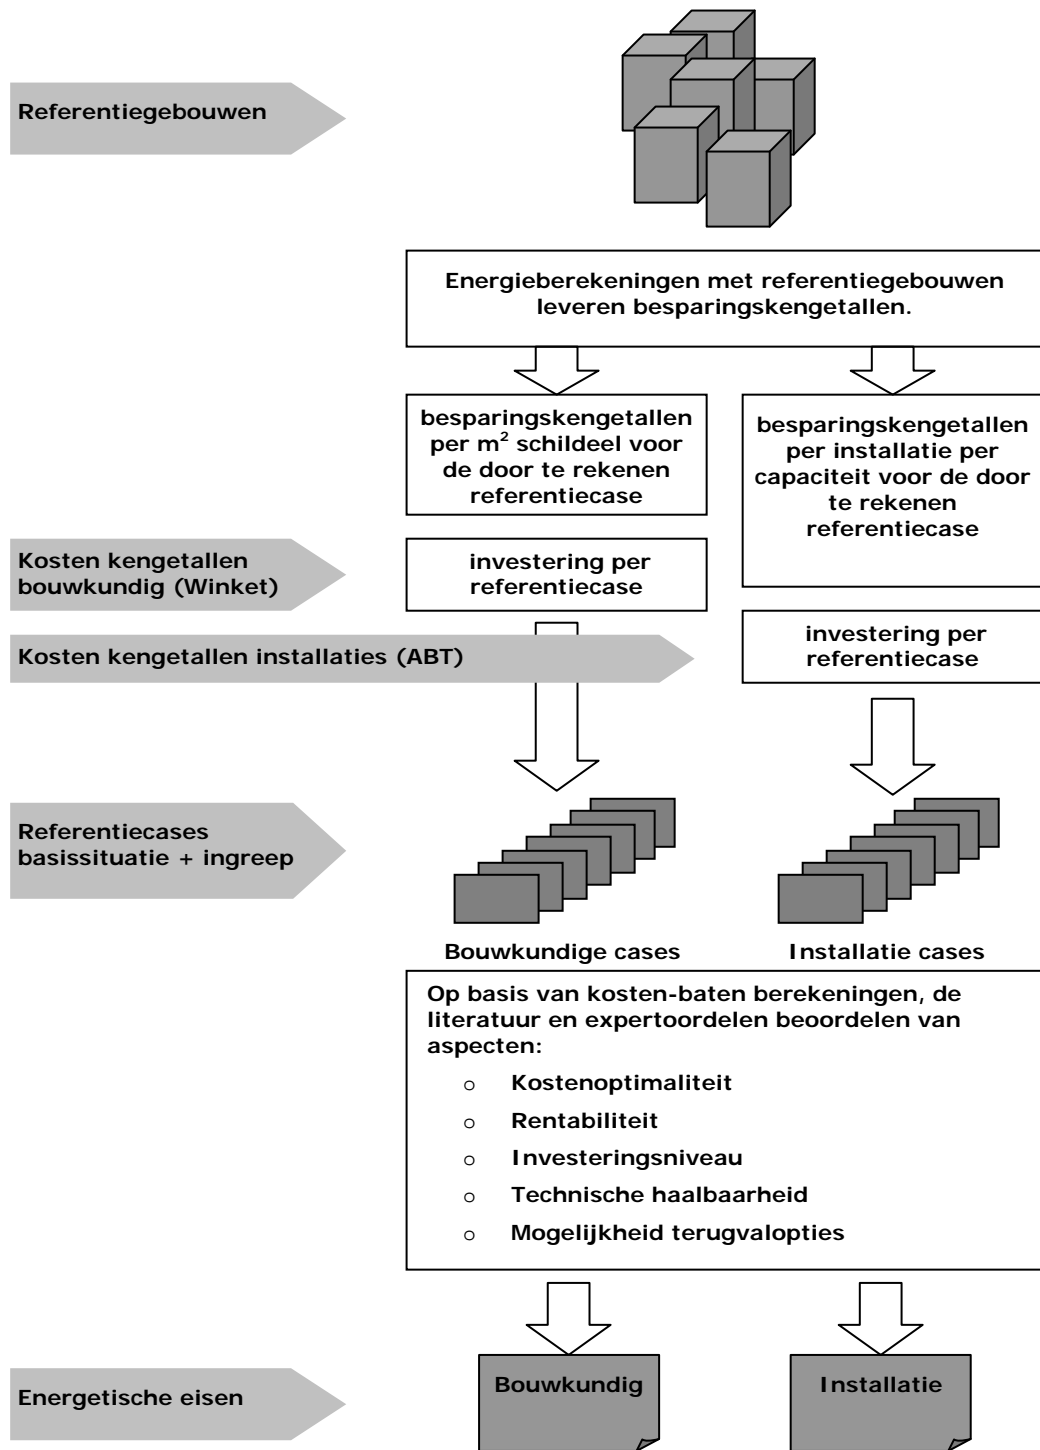 Referentiegebouwen
Energieberekeningen met referentiegebouwen
leveren besparingskengetallen.
besparingskengetallen
per m² schildeel voor
de door te rekenen
referentiecase
besparingskengetallen
per installatie per
capaciteit voor de door
te rekenen
referentiecase
Kosten kengetallen
bouwkundig (Winket)
investering per
referentiecase
Kosten kengetallen installaties (ABT)
investering per
referentiecase
Referentiecases
basissituatie + ingreep
Bouwkundige cases
Installatie cases
Op basis van kosten-baten berekeningen, de
literatuur en expertoordelen beoordelen van
aspecten:
o Kostenoptimaliteit
o Rentabiliteit
o Investeringsniveau
o Technische haalbaarheid
o Mogelijkheid terugvalopties
Energetische eisen
Bouwkundig
Installatie